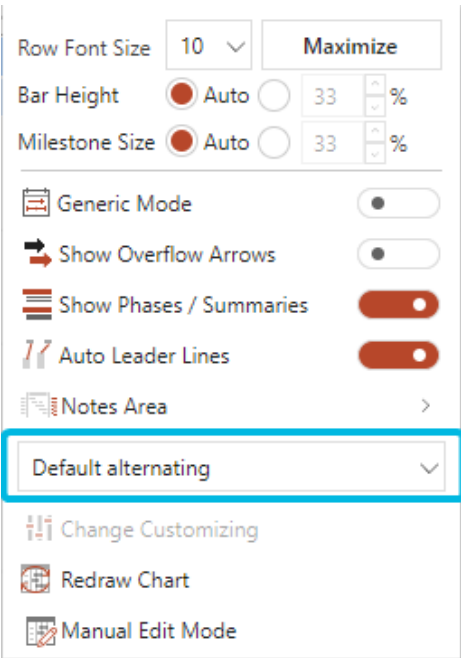 Row Font Size 10 Maximize
Bar Height Auto 33 %
Milestone Size Auto 33 %
Generic Mode
Show Overflow Arrows
Show Phases / Summaries
Auto Leader Lines
Notes Area
Default alternating
Change Customizing
Redraw Chart
Manual Edit Mode